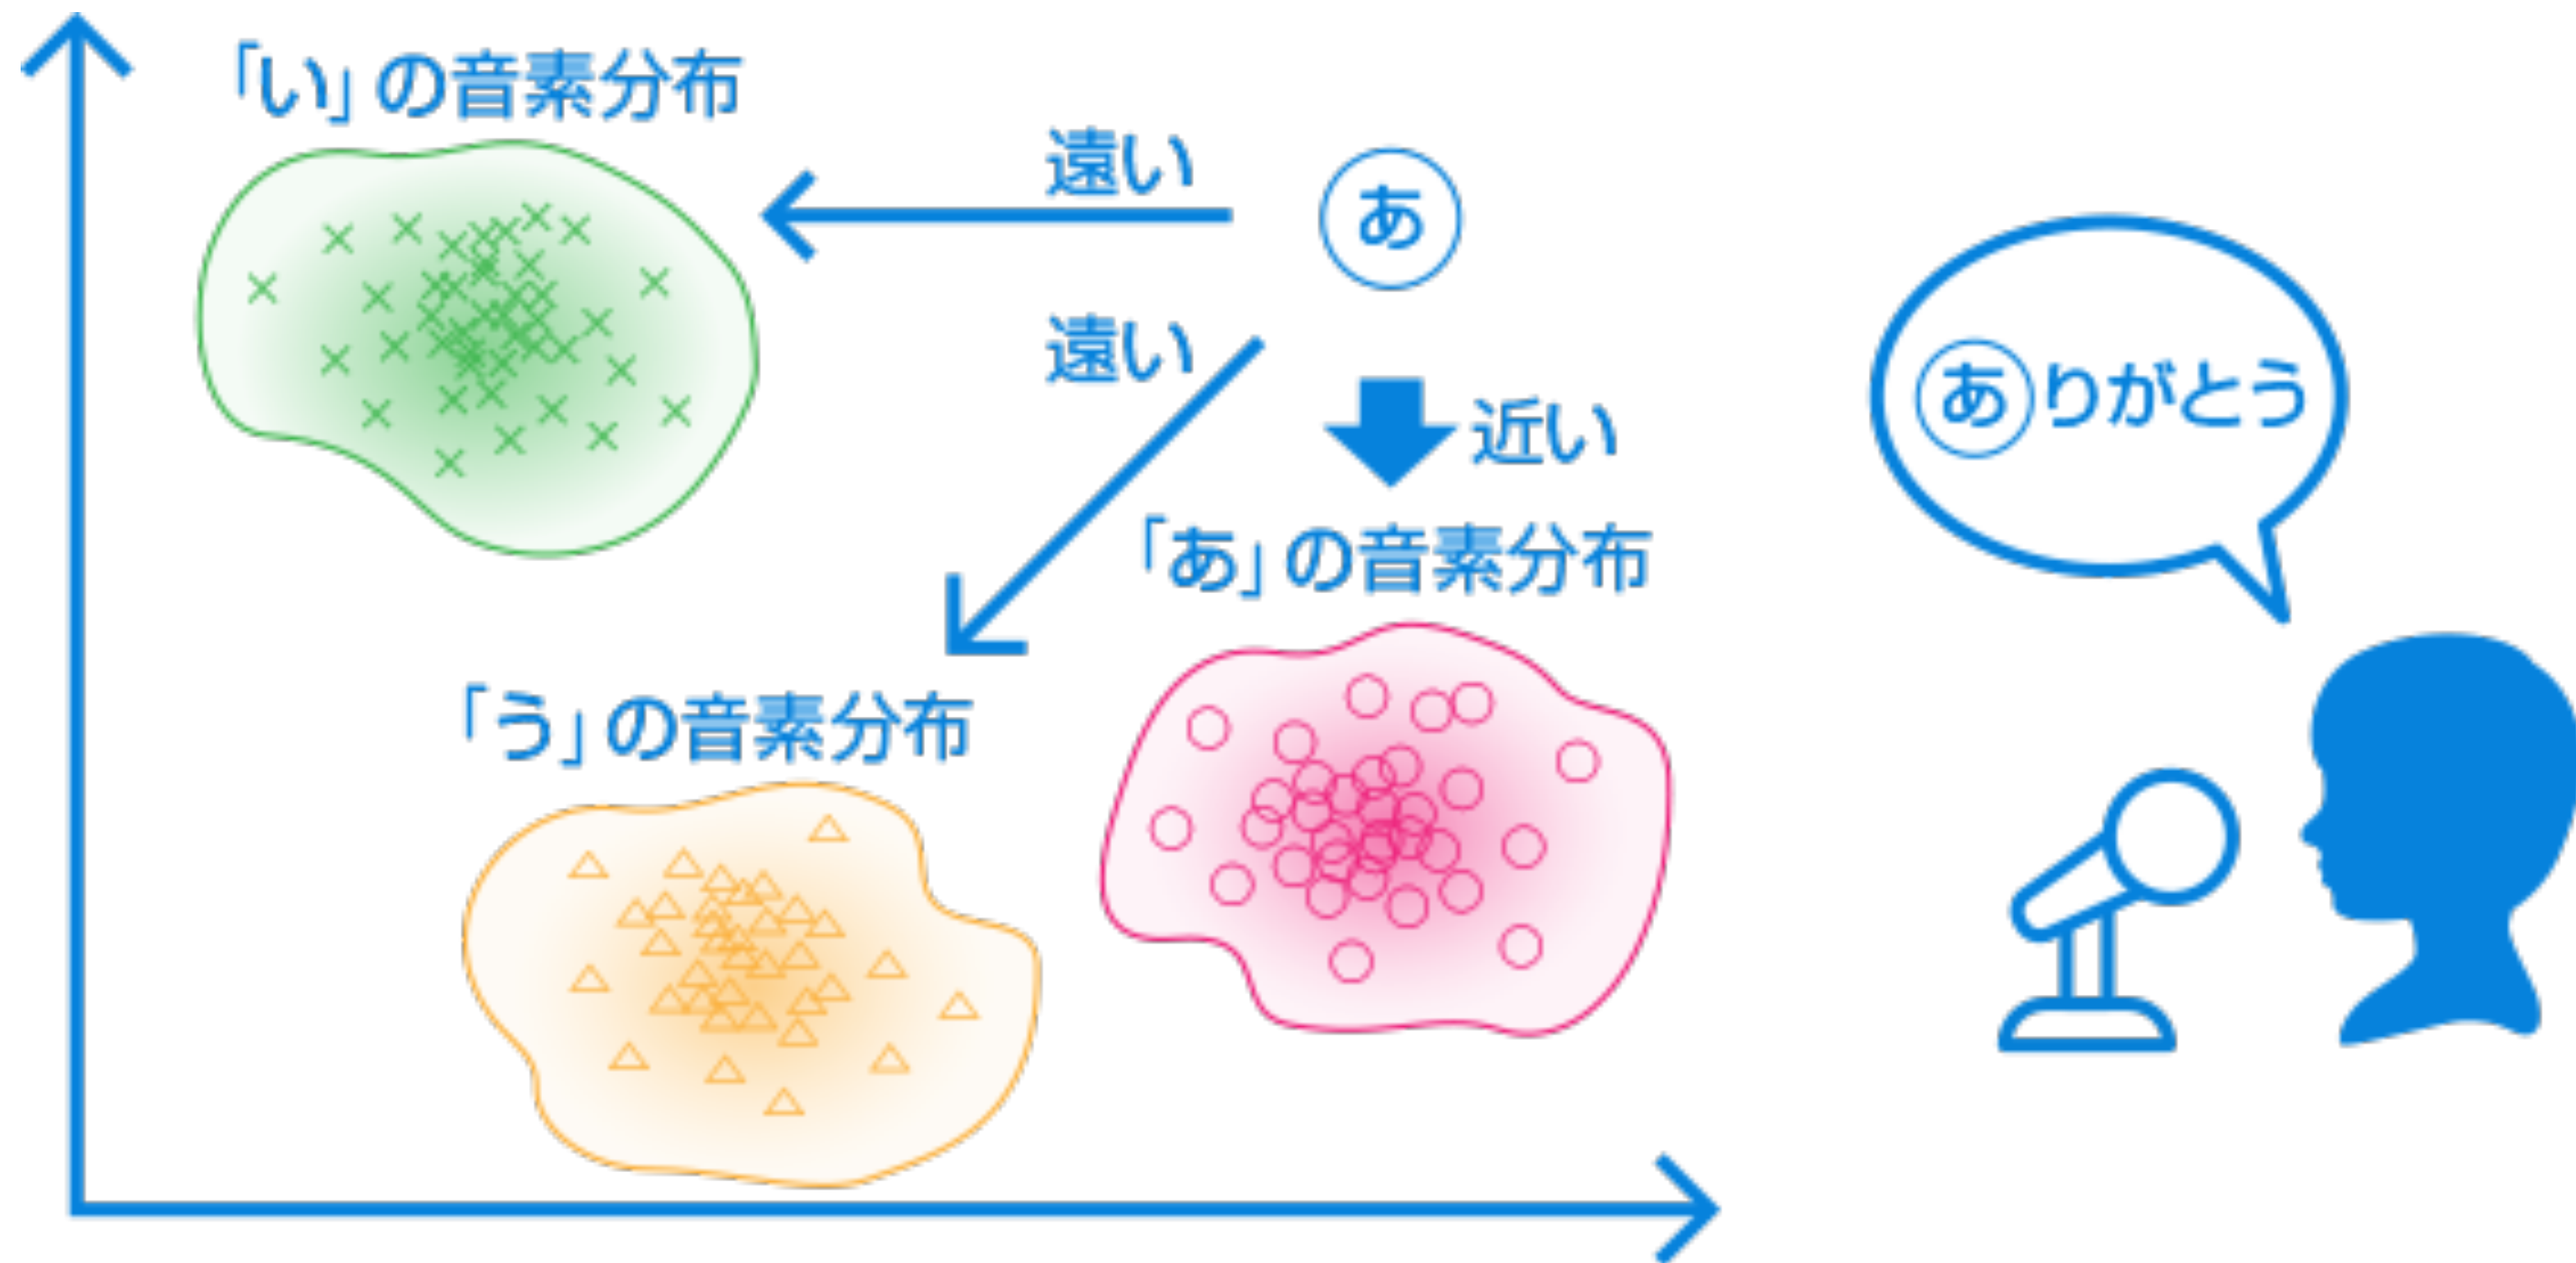 「い」の音素分布
遠い
あ
遠い
近い
「あ」の音素分布
「う」の音素分布
ありがとう